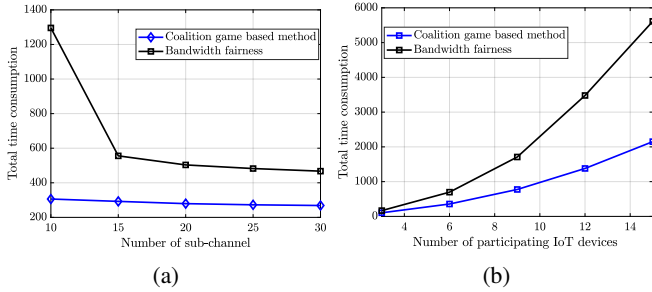 1400
1200
1000
800
600
400
200
10
15
20
25
30
Total time consumption
Number of sub-channel
Coalition game based method
Bandwidth fairness
(a)
6000
5000
4000
3000
2000
1000
0
4
6
8
10
12
14
Total time consumption
Number of participating IoT devices
Coalition game based method
Bandwidth fairness
(b)